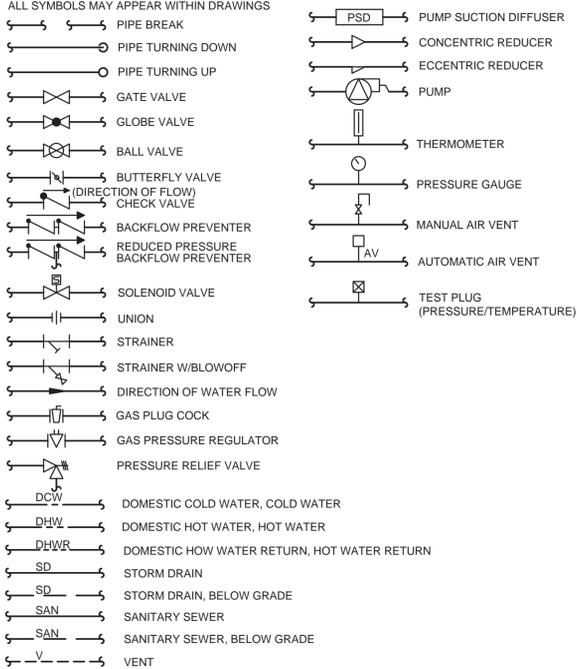 ALL SYMBOLS MAY APPEAR WITHIN DRAWINGS
PIPE BREAK
PIPE TURNING DOWN
PIPE TURNING UP
GATE VALVE
GLOBE VALVE
BALL VALVE
BUTTERFLY VALVE
(DIRECTION OF FLOW)
CHECK VALVE
BACKFLOW PREVENTER
REDUCED PRESSURE
BACKFLOW PREVENTER
S
SOLENOID VALVE
UNION
STRAINER
STRAINER W/BLOWOFF
DIRECTION OF WATER FLOW
GAS PLUG COCK
GAS PRESSURE REGULATOR
PRESSURE RELIEF VALVE
DCW DOMESTIC COLD WATER, COLD WATER
DHW DOMESTIC HOT WATER, HOT WATER
DHWR DOMESTIC HOW WATER RETURN, HOT WATER RETURN
SD STORM DRAIN
SD STORM DRAIN, BELOW GRADE
SAN SANITARY SEWER
SAN SANITARY SEWER, BELOW GRADE
V VENT
PSD PUMP SUCTION DIFFUSER
CONCENTRIC REDUCER
ECCENTRIC REDUCER
PUMP
THERMOMETER
PRESSURE GAUGE
MANUAL AIR VENT
AV AUTOMATIC AIR VENT
TEST PLUG
(PRESSURE/TEMPERATURE)